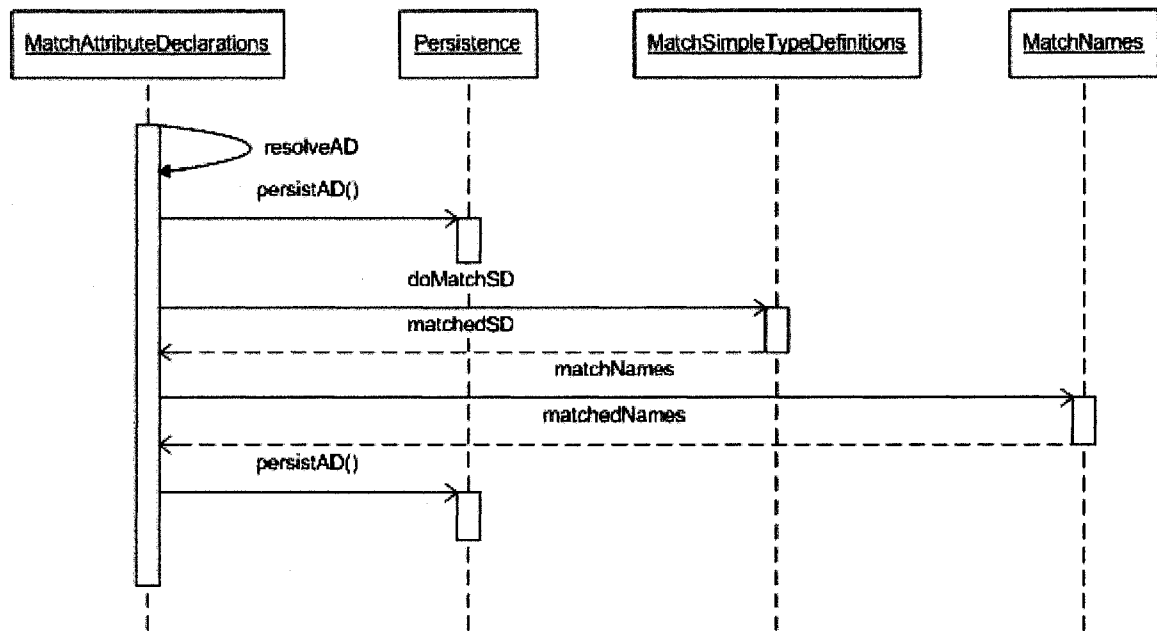 MatchAttributeDeclarations
Persistence
MatchSimpleTypeDefinitions
MatchNames
resolveAD
persistAD()
doMatchSD
matchedSD
matchNames
matchedNames
persistAD()